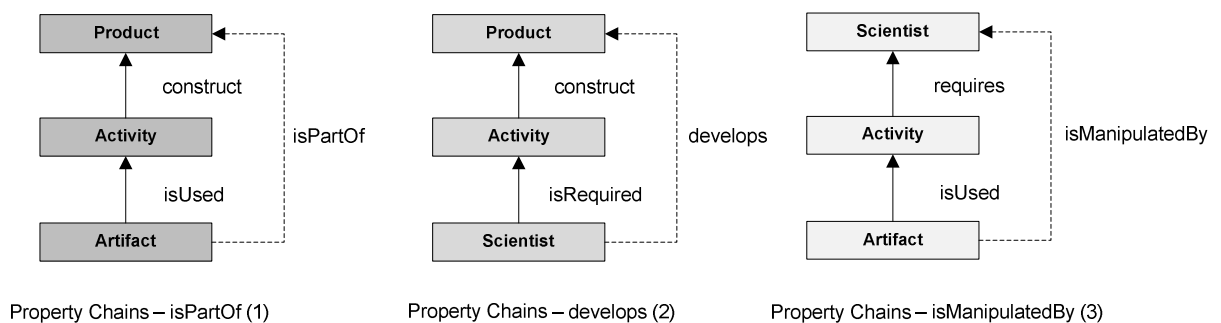 Product
construct
Activity
isPartOf
isUsed
Artifact
Property Chains – isPartOf (1)
Product
construct
Activity
develops
isRequired
Scientist
Property Chains – develops (2)
Scientist
requires
Activity
isManipulatedBy
isUsed
Artifact
Property Chains – isManipulatedBy (3)